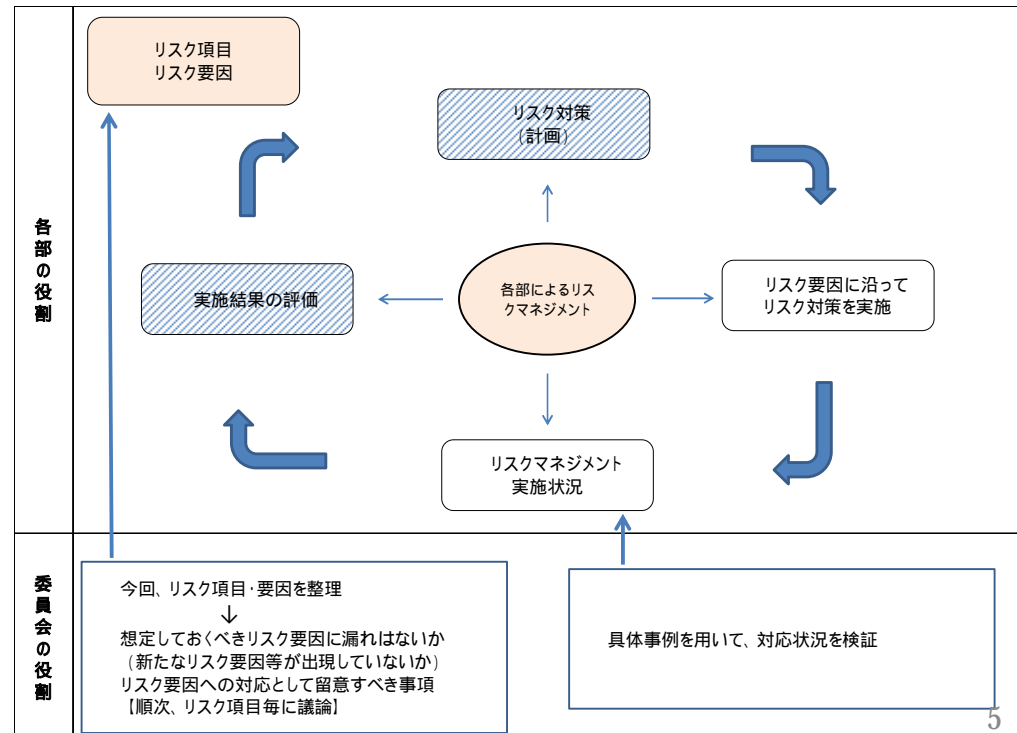 各部の役割
リスク項目
リスク要因
リスク対策
(計画)
実施結果の評価
各部によるリス
クマネジメント
リスク要因に沿って
リスク対策を実施
リスクマネジメント
実施状況
委員会の役割
今回、リスク項目・要因を整理
↓
想定しておくべきリスク要因に漏れはないか
(新たなリスク要因等が出現していないか)
リスク要因への対応として留意すべき事項
【順次、リスク項目毎に議論】
具体事例を用いて、対応状況を検証
5